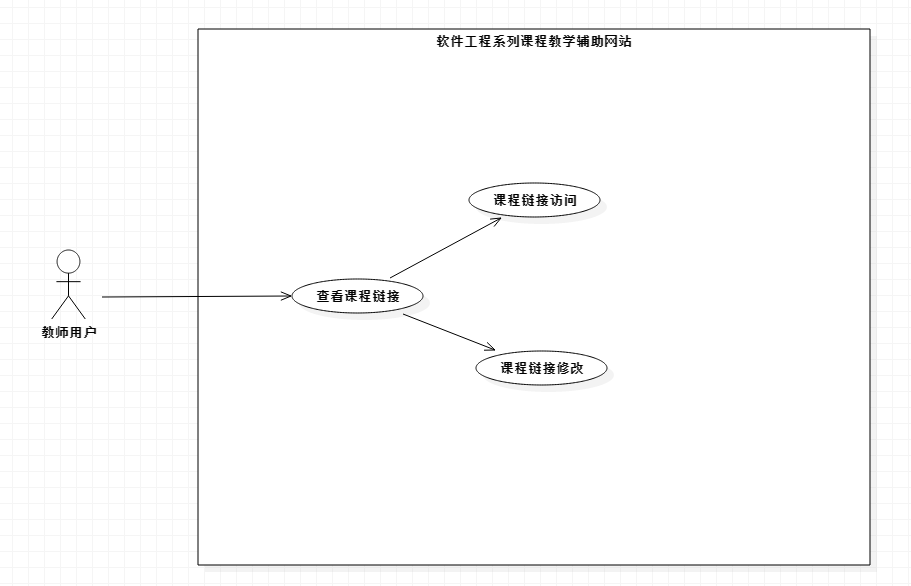 软件工程系列课程教学辅助网站
课程链接访问
查看课程链接
教师用户
课程链接修改